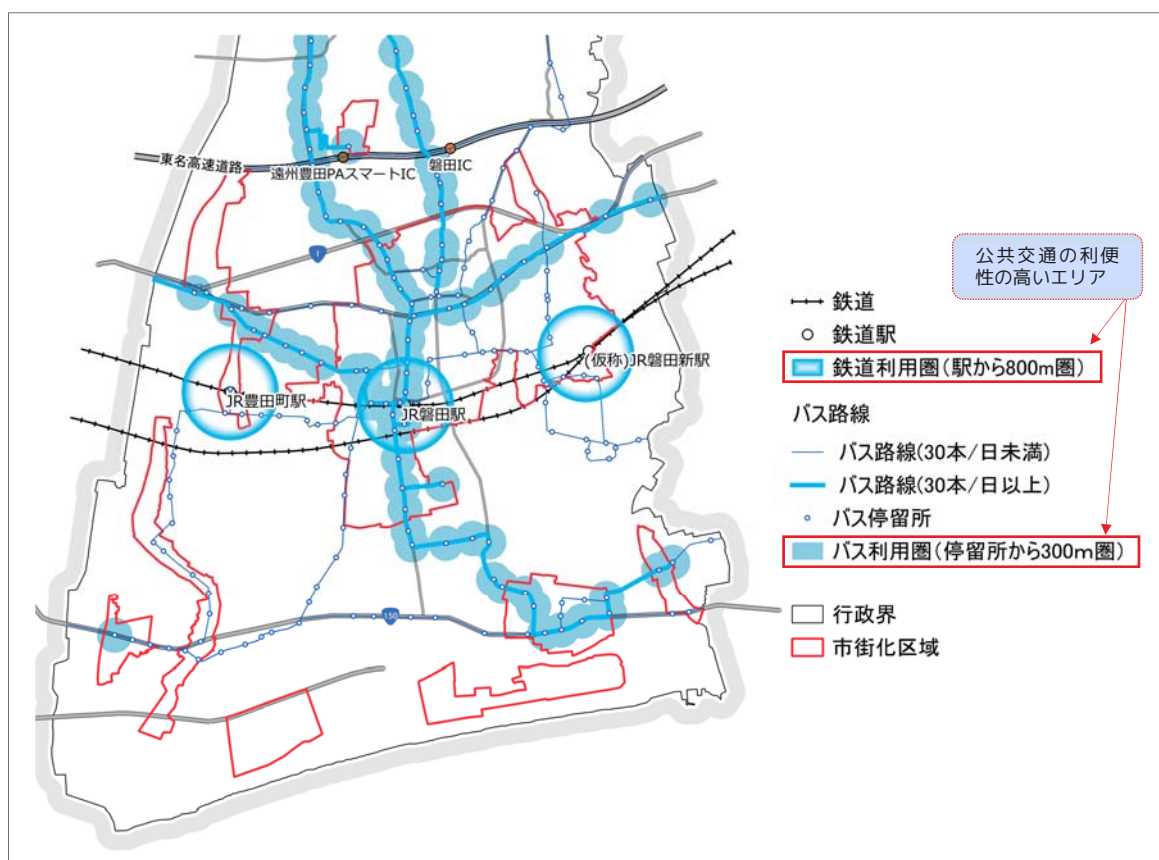 東名高速道路
遠州豊田PAスマートIC
磐田IC
1
(仮称)JR磐田新駅
JR豊田町駅
JR磐田駅
150
公共交通の利便
性の高いエリア
鉄道
鉄道駅
鉄道利用圏(駅から800m圏)
バス路線
バス路線(30本/日未満)
バス路線(30本/日以上)
バス停留所
バス利用圏(停留所から300m圏)
行政界
市街化区域